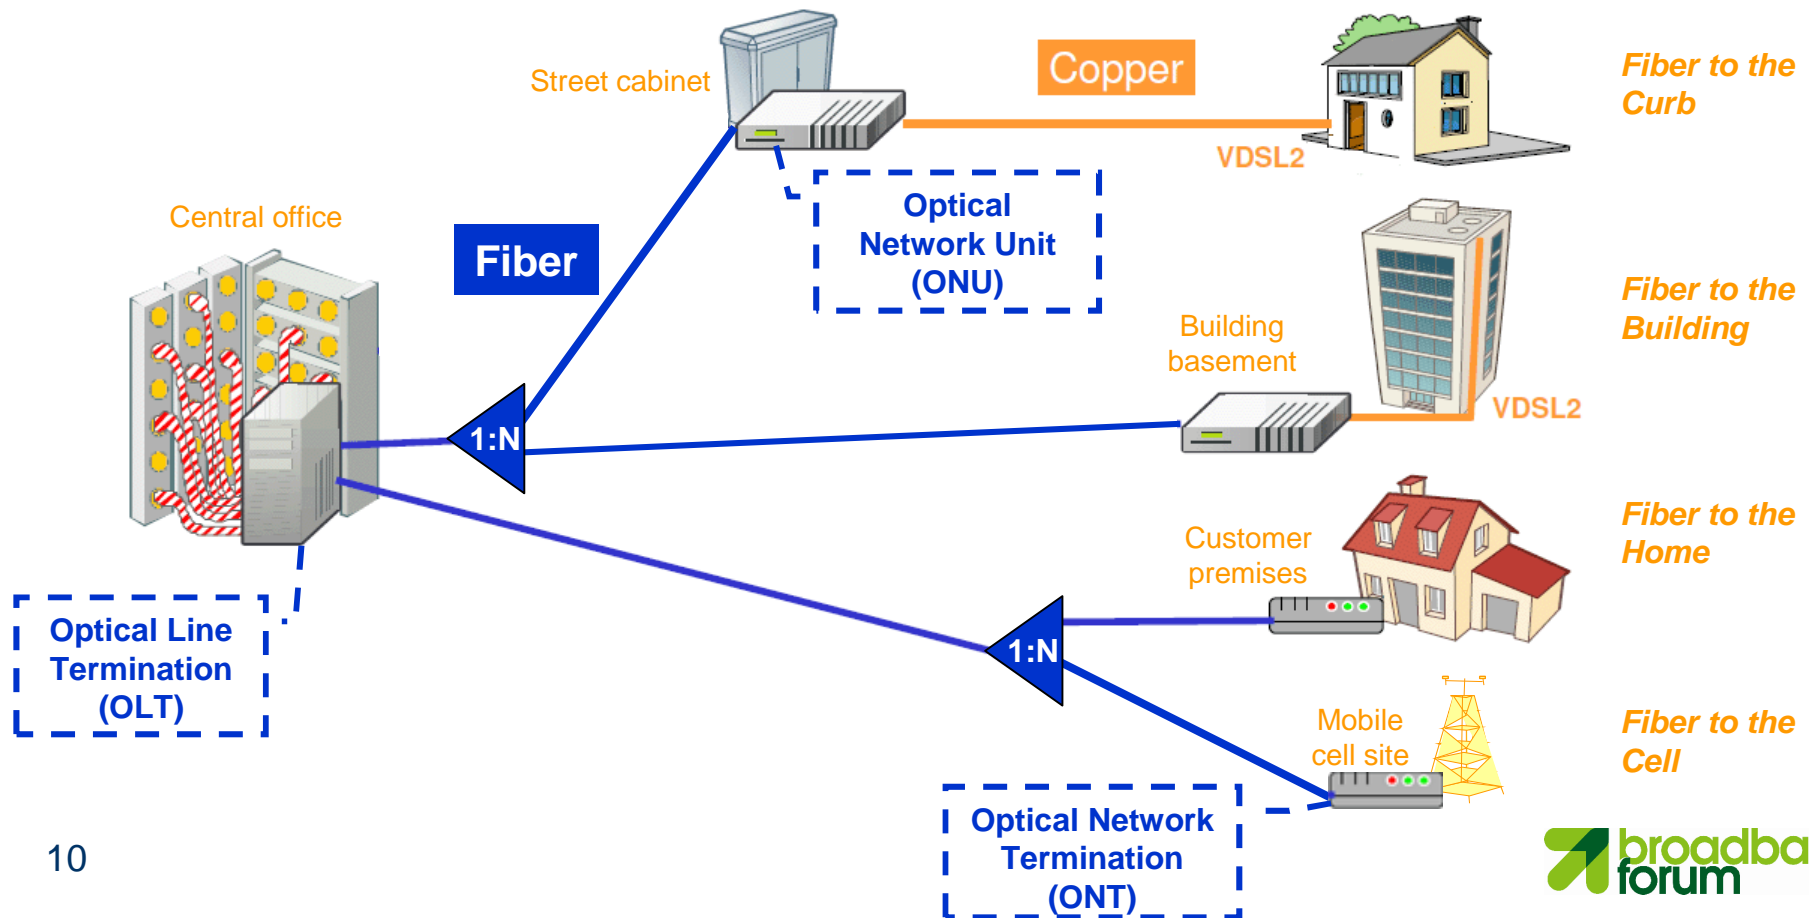 Street cabinet
Copper
VDSL2
Fiber to the
Curb
Central office
Fiber
Optical
Network Unit
(ONU)
Building
basement
VDSL2
Fiber to the
Building
1:N
Customer
premises
Fiber to the
Home
Optical Line
Termination
(OLT)
1:N
Mobile
cell site
Fiber to the
Cell
Optical Network
Termination
(ONT)
10
broadba
forum